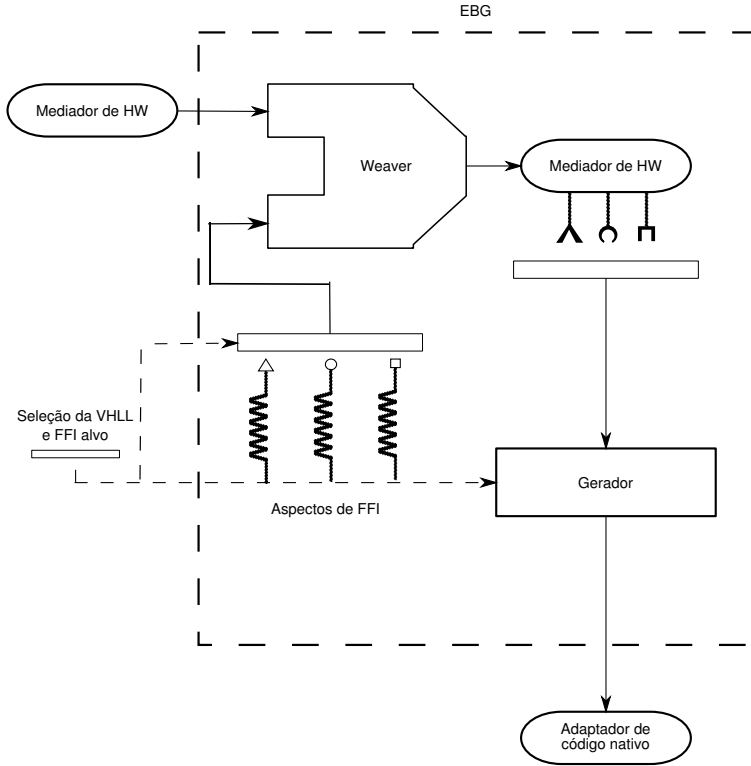 EBG
Mediador de HW
Weaver
Mediador de HW
Seleção da VHLL
e FFI alvo
Aspectos de FFI
Gerador
Adaptador de
código nativo